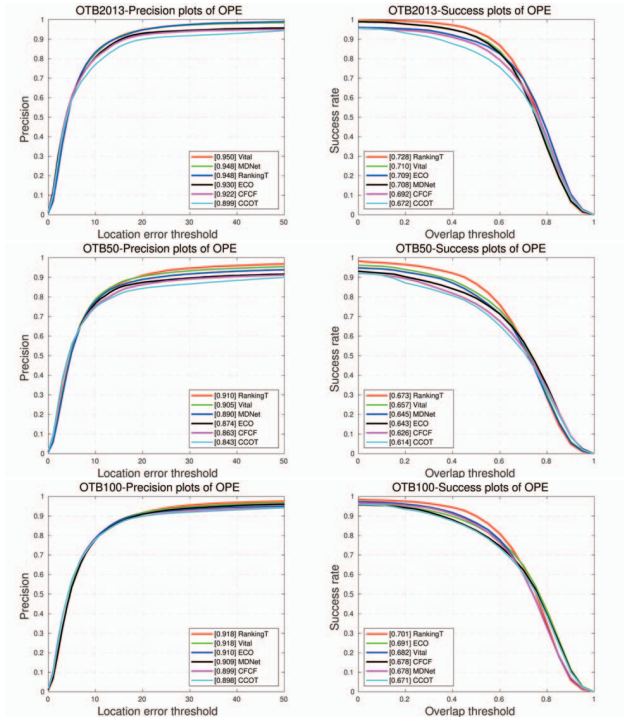 OTB2013-Precision plots of OPE
1
0.9
0.8
0.7
0.6
0.5
0.4
0.3
0.2
0.1
0
Precision
[0.950] Vital
[0.948] MDNet
[0.948] RankingT
[0.930] ECO
[0.922] CFCF
[0.899] CCOT
0 10 20 30 40 50
Location error threshold
OTB2013-Success plots of OPE
1
0.9
0.8
0.7
0.6
0.5
0.4
0.3
0.2
0.1
0
Success rate
[0.728] RankingT
[0.710] Vital
[0.709] ECO
[0.708] MDNet
[0.692] CFCF
[0.672] CCOT
0 0.2 0.4 0.6 0.8 1
Overlap threshold
OTB50-Precision plots of OPE
1
0.9
0.8
0.7
0.6
0.5
0.4
0.3
0.2
0.1
0
Precision
[0.910] RankingT
[0.905] Vital
[0.890] MDNet
[0.874] ECO
[0.863] CFCF
[0.843] CCOT
0 10 20 30 40 50
Location error threshold
OTB50-Success plots of OPE
1
0.9
0.8
0.7
0.6
0.5
0.4
0.3
0.2
0.1
0
Success rate
[0.673] RankingT
[0.657] Vital
[0.645] MDNet
[0.643] ECO
[0.626] CFCF
[0.614] CCOT
0 0.2 0.4 0.6 0.8 1
Overlap threshold
OTB100-Precision plots of OPE
1
0.9
0.8
0.7
0.6
0.5
0.4
0.3
0.2
0.1
0
Precision
[0.918] RankingT
[0.918] Vital
[0.910] ECO
[0.909] MDNet
[0.899] CFCF
[0.898] CCOT
0 10 20 30 40 50
Location error threshold
OTB100-Success plots of OPE
1
0.9
0.8
0.7
0.6
0.5
0.4
0.3
0.2
0.1
0
Success rate
[0.701] RankingT
[0.691] ECO
[0.682] Vital
[0.678] CFCF
[0.678] MDNet
[0.671] CCOT
0 0.2 0.4 0.6 0.8 1
Overlap threshold